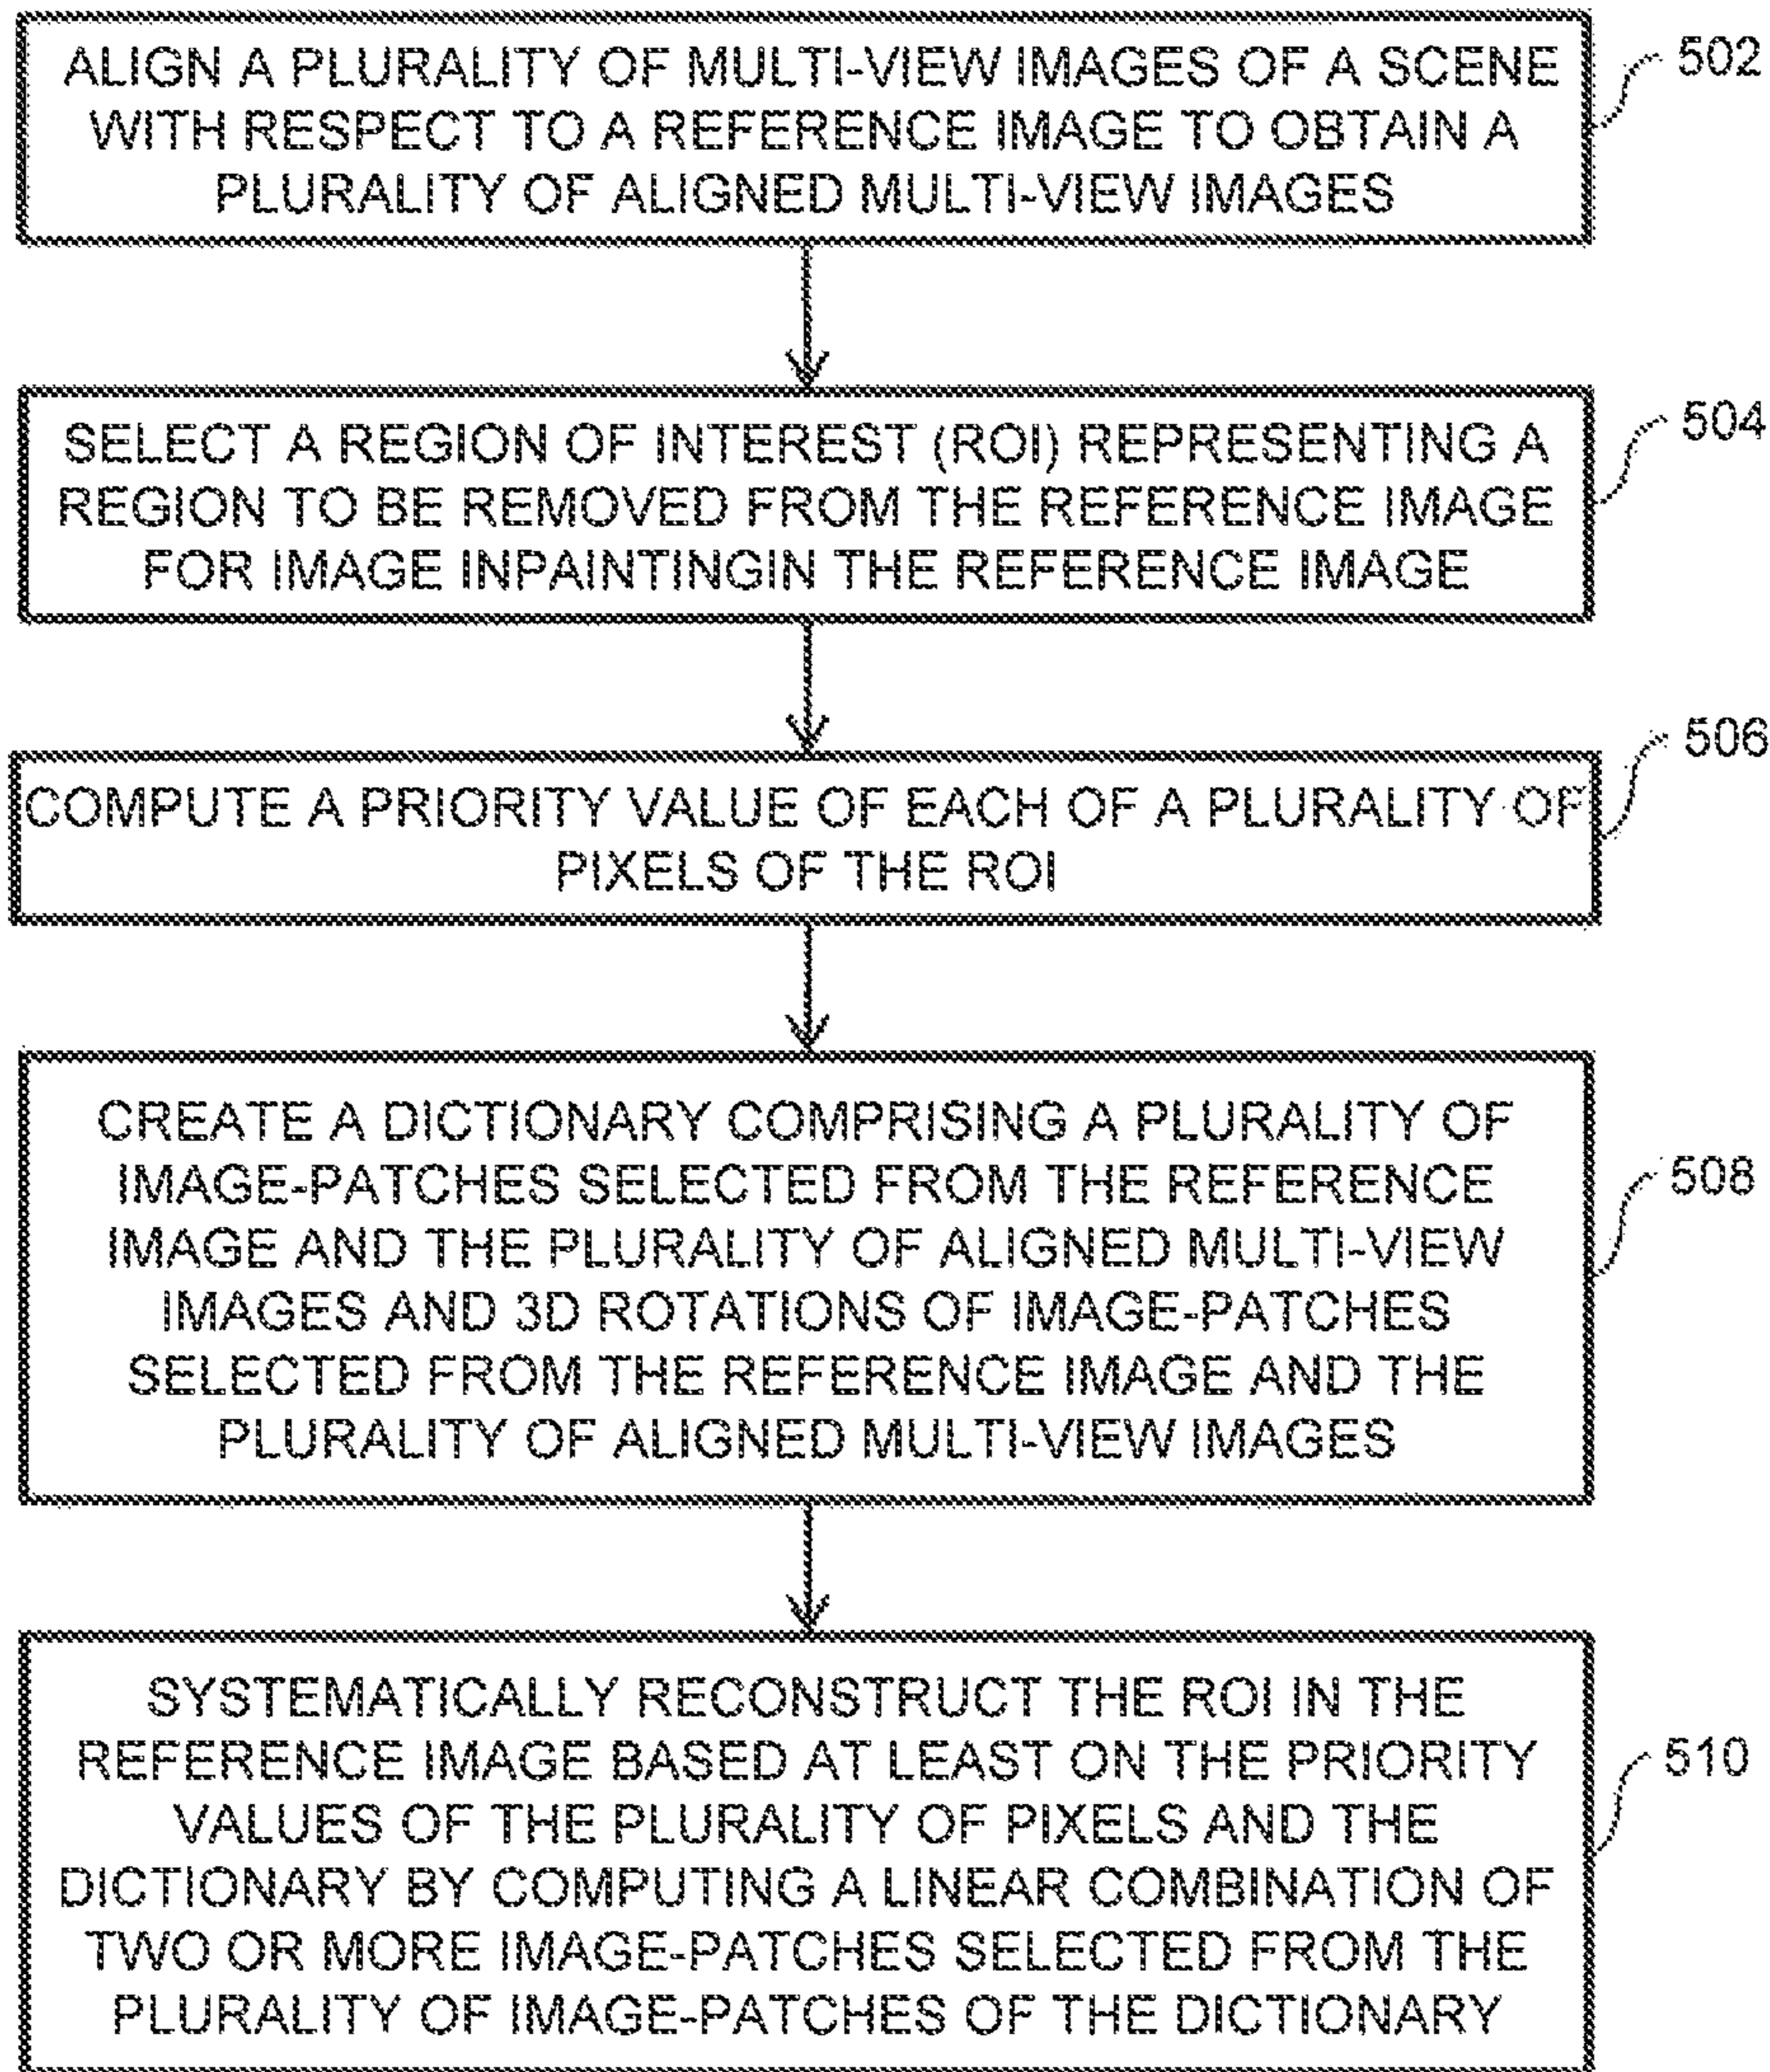 ALIGN A PLURALITY OF MULTI-VIEW IMAGES OF A SCENE
WITH RESPECT TO A REFERENCE IMAGE TO OBTAIN A
PLURALITY OF ALIGNED MULTI-VIEW IMAGES
502
SELECT A REGION OF INTEREST (ROI) REPRESENTING A
REGION TO BE REMOVED FROM THE REFERENCE IMAGE
FOR IMAGE INPAINTINGIN THE REFERENCE IMAGE
504
COMPUTE A PRIORITY VALUE OF EACH OF A PLURALITY OF
PIXELS OF THE ROI
506
CREATE A DICTIONARY COMPRISING A PLURALITY OF
IMAGE-PATCHES SELECTED FROM THE REFERENCE
IMAGE AND THE PLURALITY OF ALIGNED MULTI-VIEW
IMAGES AND 3D ROTATIONS OF IMAGE-PATCHES
SELECTED FROM THE REFERENCE IMAGE AND THE
PLURALITY OF ALIGNED MULTI-VIEW IMAGES
508
SYSTEMATICALLY RECONSTRUCT THE ROI IN THE
REFERENCE IMAGE BASED AT LEAST ON THE PRIORITY
VALUES OF THE PLURALITY OF PIXELS AND THE
DICTIONARY BY COMPUTING A LINEAR COMBINATION OF
TWO OR MORE IMAGE-PATCHES SELECTED FROM THE
PLURALITY OF IMAGE-PATCHES OF THE DICTIONARY
510